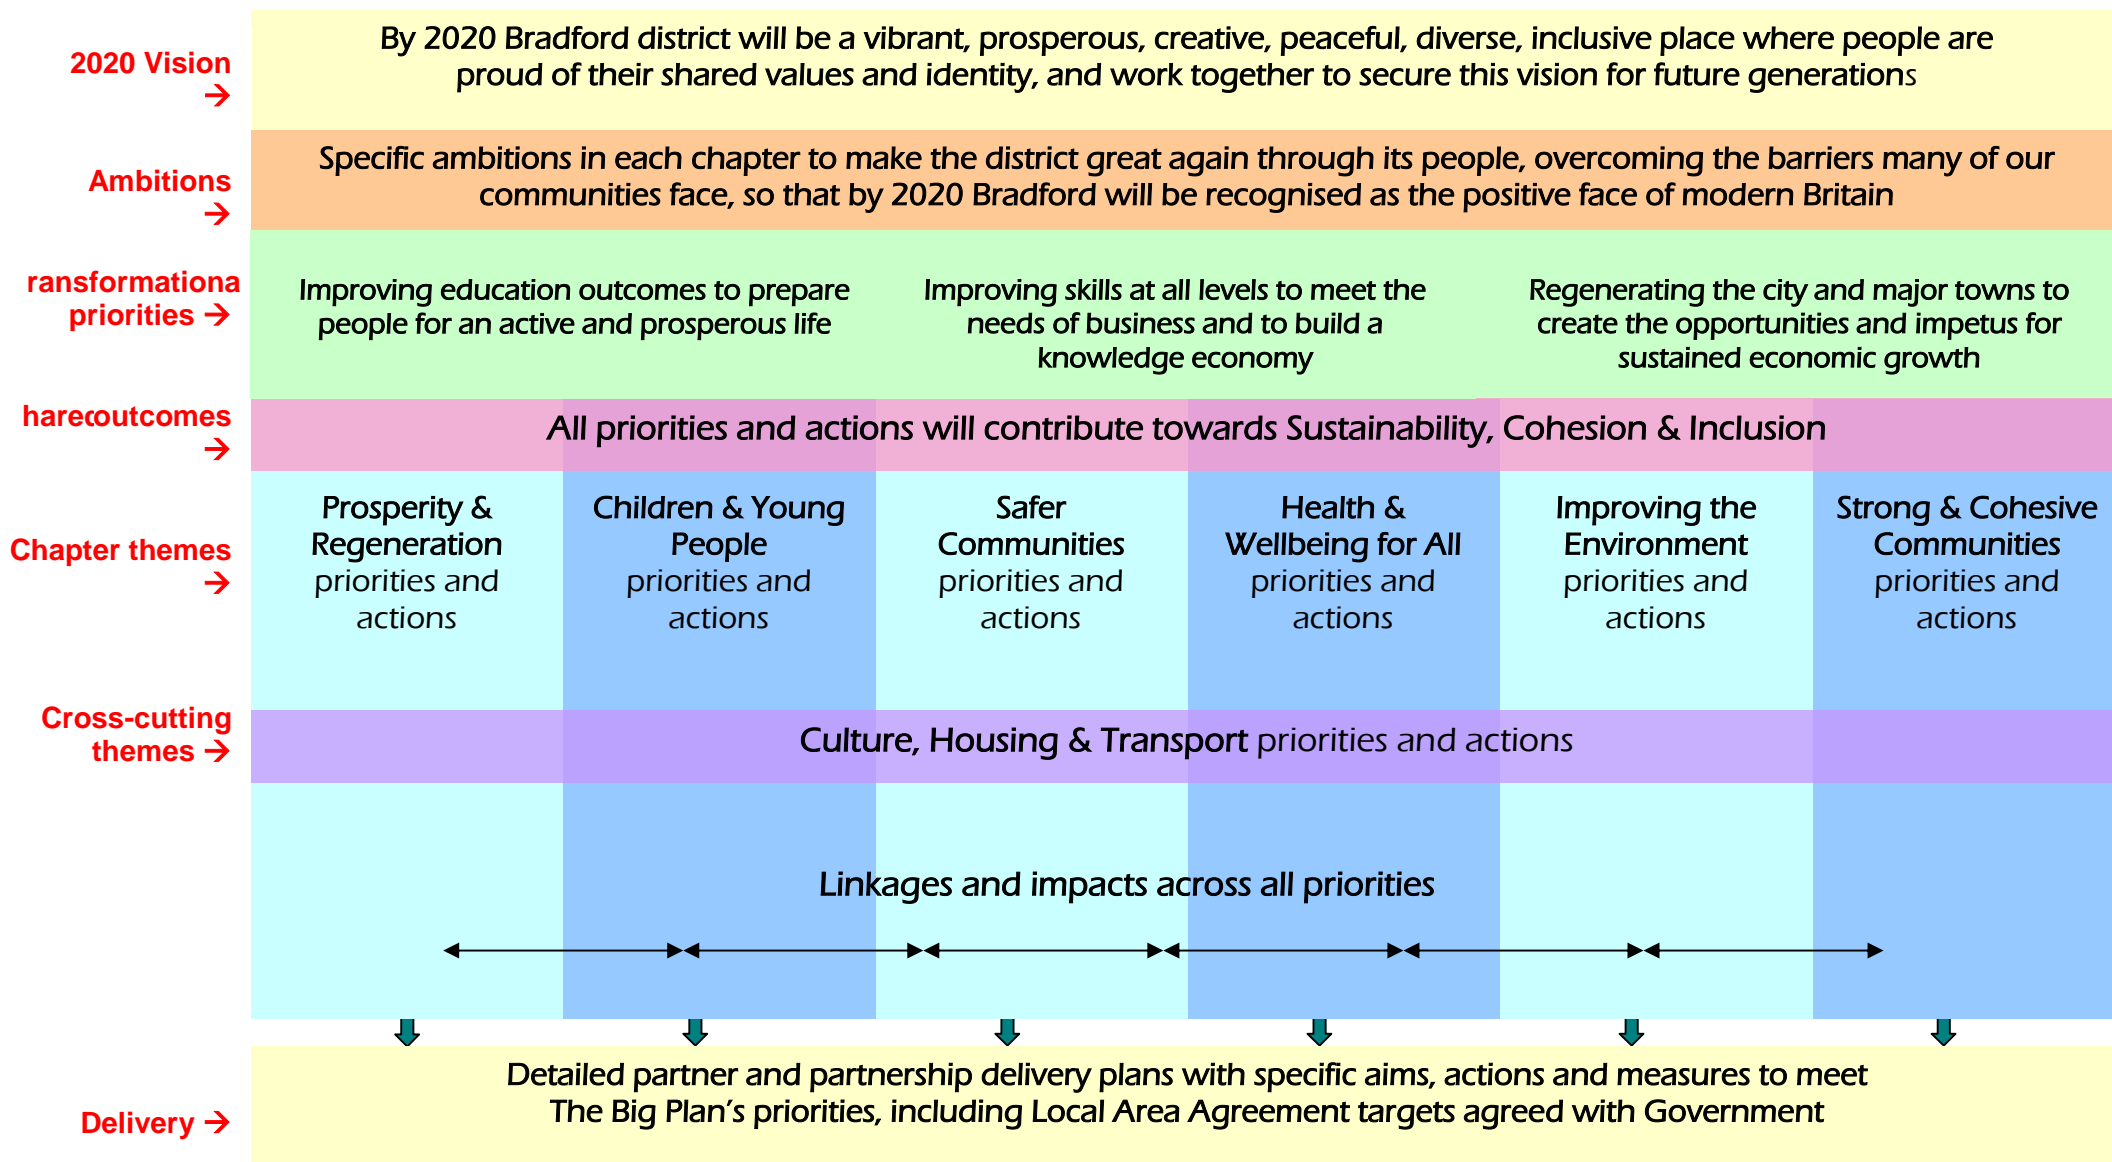 2020 Vision
→
By 2020 Bradford district will be a vibrant, prosperous, creative, peaceful, diverse, inclusive place where people are
proud of their shared values and identity, and work together to secure this vision for future generations
Ambitions
→
Specific ambitions in each chapter to make the district great again through its people, overcoming the barriers many of our
communities face, so that by 2020 Bradford will be recognised as the positive face of modern Britain
ransformationa
priorities →
Improving education outcomes to prepare
people for an active and prosperous life
Improving skills at all levels to meet the
needs of business and to build a
knowledge economy
Regenerating the city and major towns to
create the opportunities and impetus for
sustained economic growth
harecoutcomes
→
All priorities and actions will contribute towards Sustainability, Cohesion & Inclusion
Chapter themes
→
Prosperity &
Regeneration
priorities and
actions
Children & Young
People
priorities and
actions
Safer
Communities
priorities and
actions
Health &
Wellbeing for All
priorities and
actions
Improving the
Environment
priorities and
actions
Strong & Cohesive
Communities
priorities and
actions
Cross-cutting
themes →
Culture, Housing & Transport priorities and actions
Linkages and impacts across all priorities
Delivery →
Detailed partner and partnership delivery plans with specific aims, actions and measures to meet
The Big Plan's priorities, including Local Area Agreement targets agreed with Government